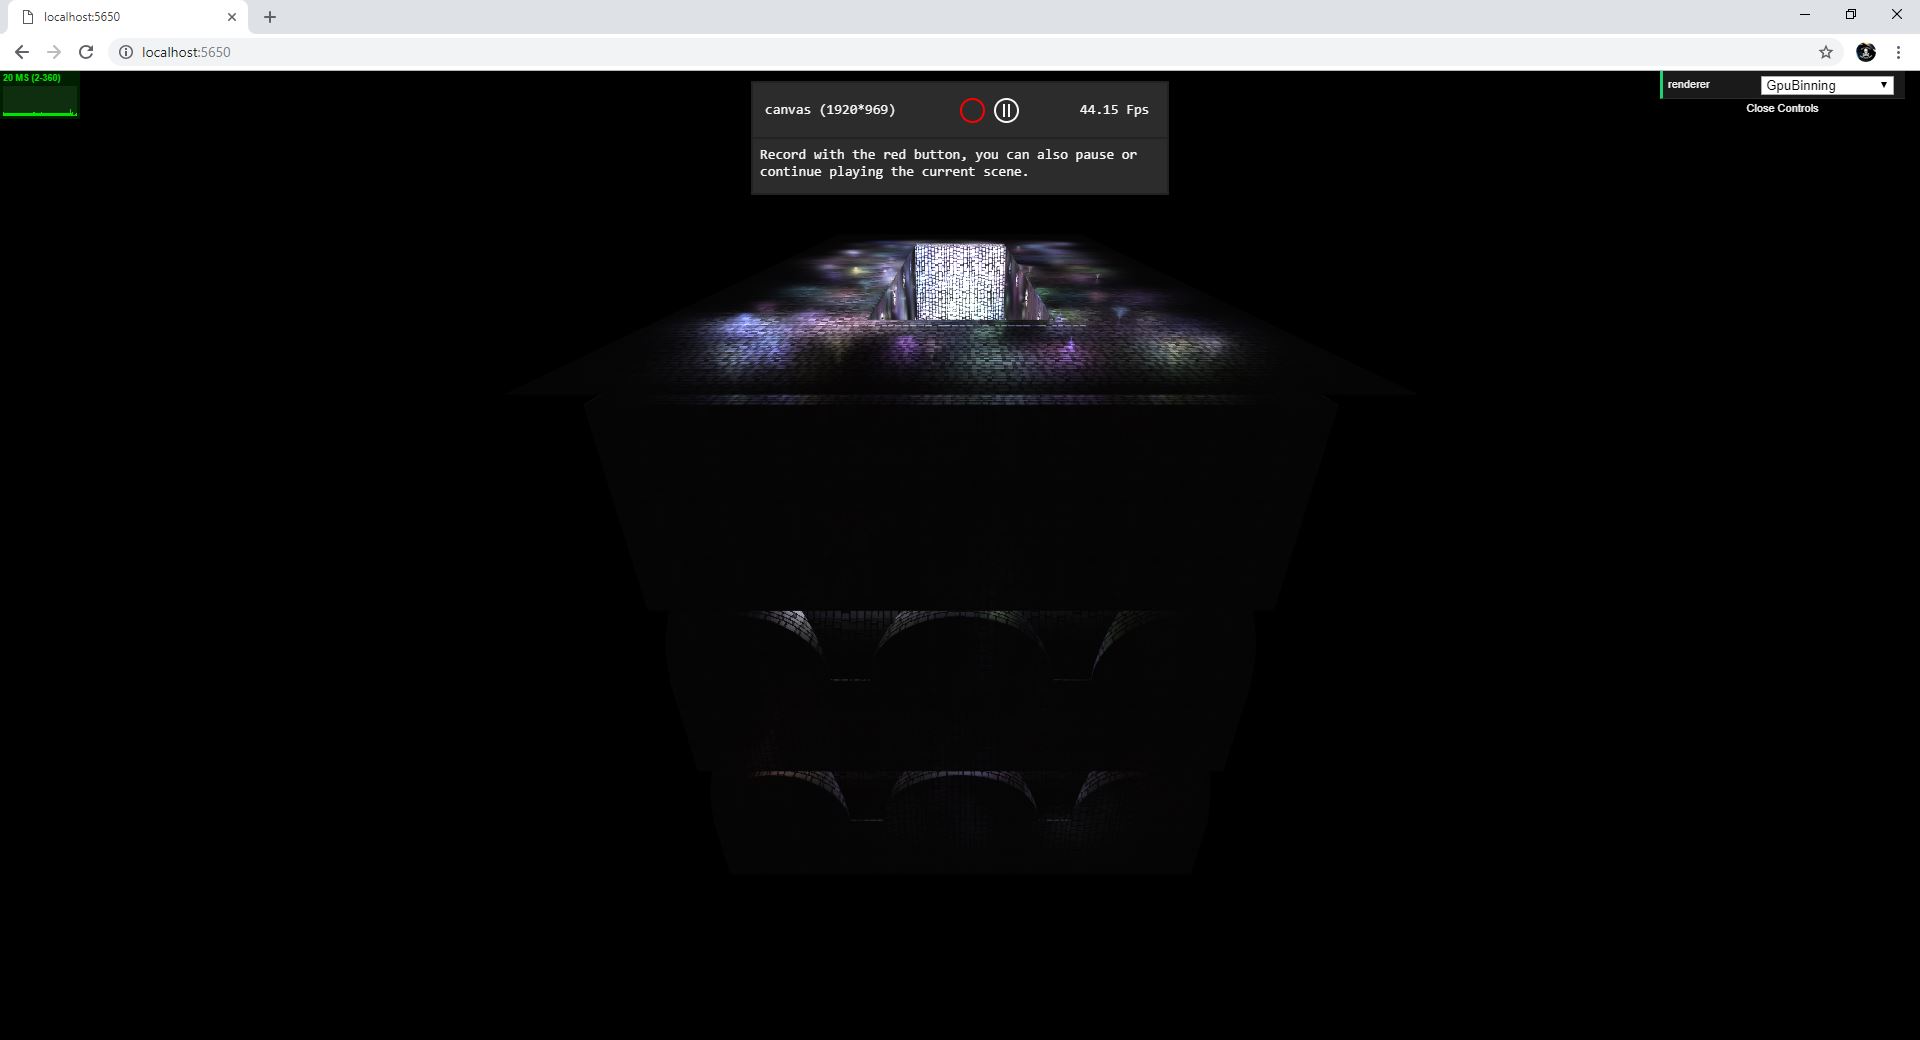 localhost:5650
localhost:5650
20 MS (2-360)
canvas (1920*969)
44.15 Fps
Record with the red button, you can also pause or
continue playing the current scene.
renderer
GpuBinning
Close Controls